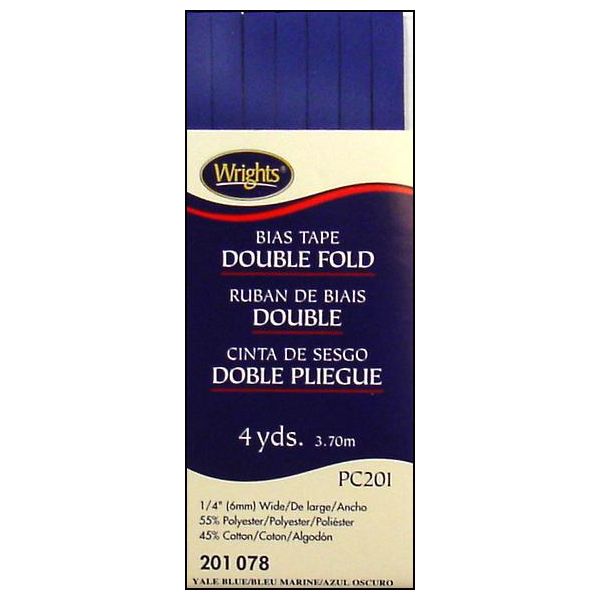 Wrights®
BIAS TAPE
DOUBLE FOLD
RUBAN DE BIAIS
DOUBLE
CINTA DE SESGO
DOBLE PLIEGUE
4 yds. 3.70m
PC201
1/4" (6mm) Wide/De large/Ancho
55% Polyester/Polyester/Poliéster
45% Cotton/Coton/Algodón
201 078
YALE BLUE/BLEU MARINE/AZUL OSCURO